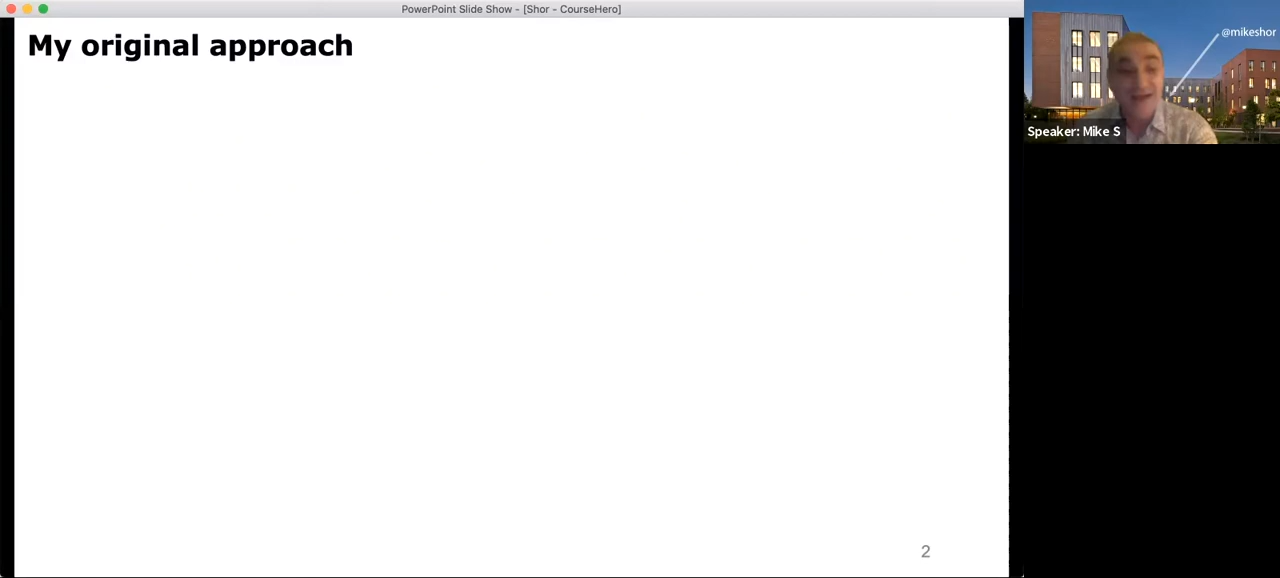 PowerPoint Slide Show - [Shor - CourseHero]
My original approach
@mikeshor
Speaker: Mike S
2